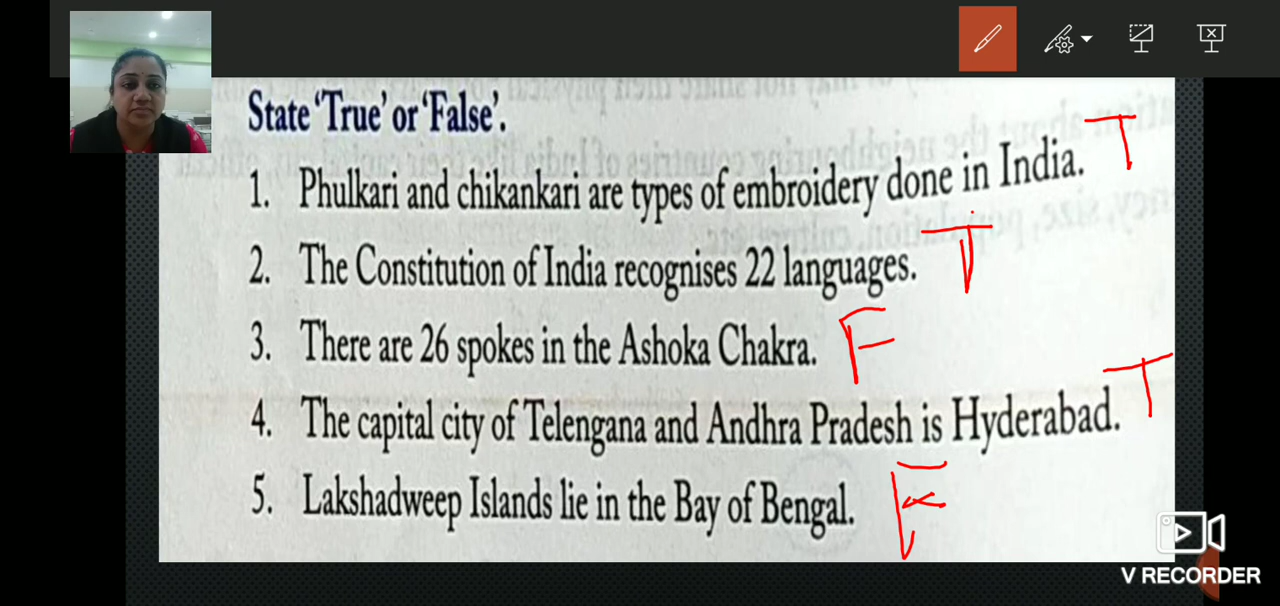 State 'True' or 'False'.
1. Phulkari and chikankari are types of embroidery done in India. T
2. The Constitution of India recognises 22 languages. T
3. There are 26 spokes in the Ashoka Chakra. F
4. The capital city of Telengana and Andhra Pradesh is Hyderabad. T
5. Lakshadweep Islands lie in the Bay of Bengal. F
V RECORDER